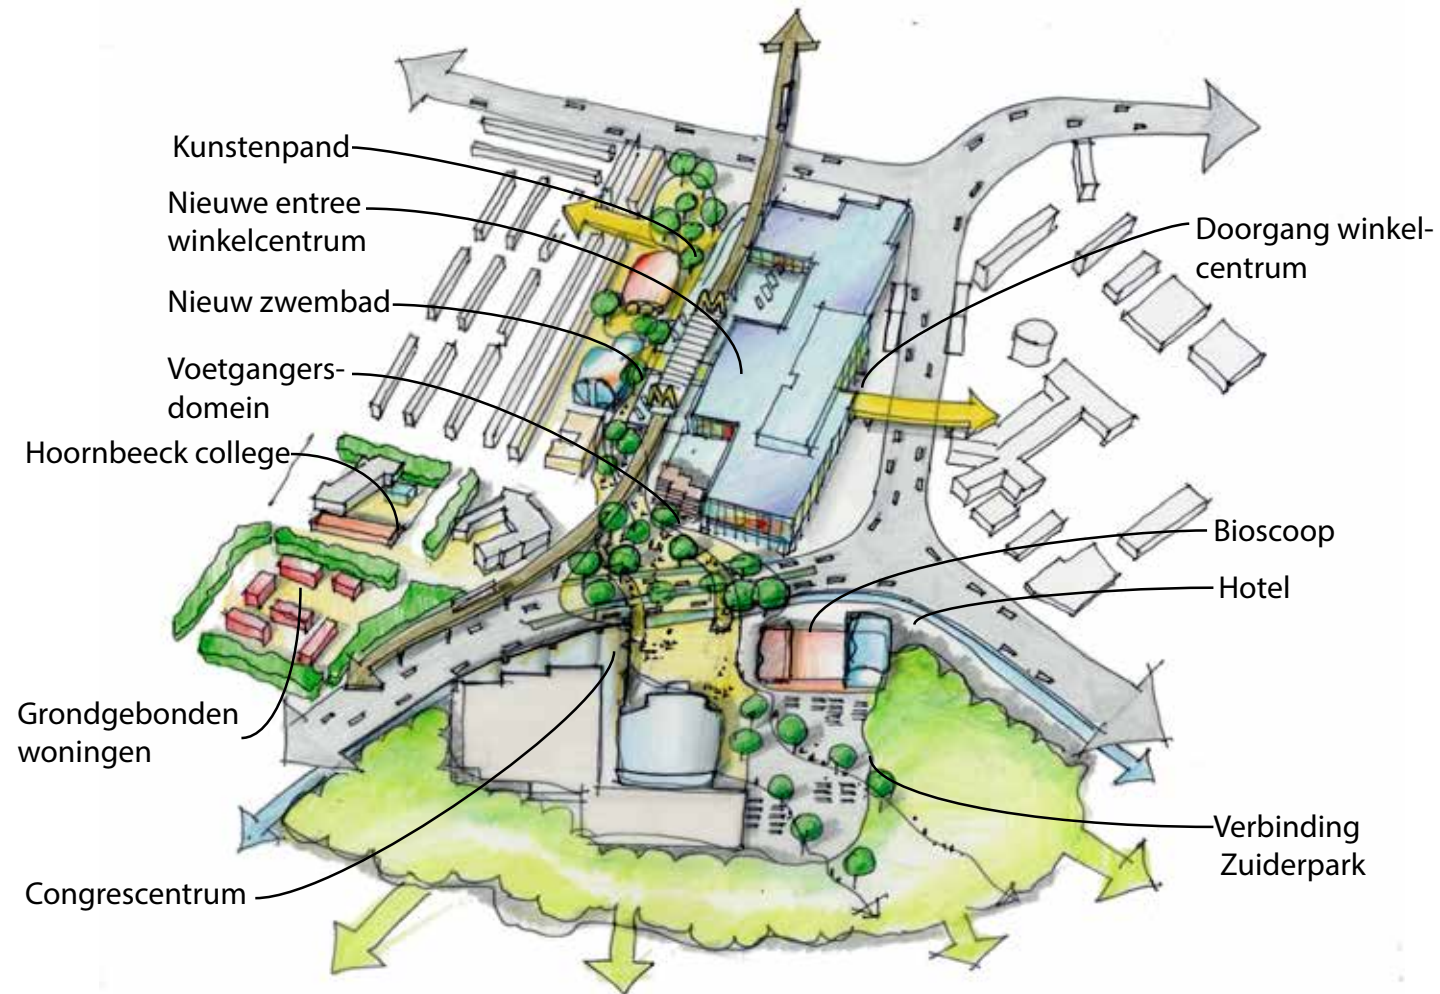 Kunstenpand
Nieuwe entree
winkelcentrum
Nieuw zwembad
Voetgangers-
domein
Hoornbeeck college
Grondgebonden
woningen
Congrescentrum
Doorgang winkel-
centrum
Bioscoop
Hotel
Verbinding
Zuiderpark
M
M